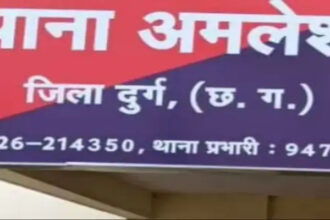 थाना अमलेश
जिला दुर्ग, (छ. ग.)
26-214350, थाना प्रभारी : 947